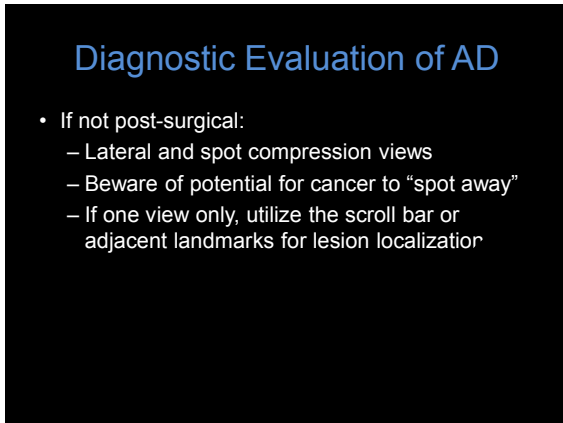 Diagnostic Evaluation of AD
• If not post-surgical:
– Lateral and spot compression views
– Beware of potential for cancer to “spot away”
– If one view only, utilize the scroll bar or
adjacent landmarks for lesion localization